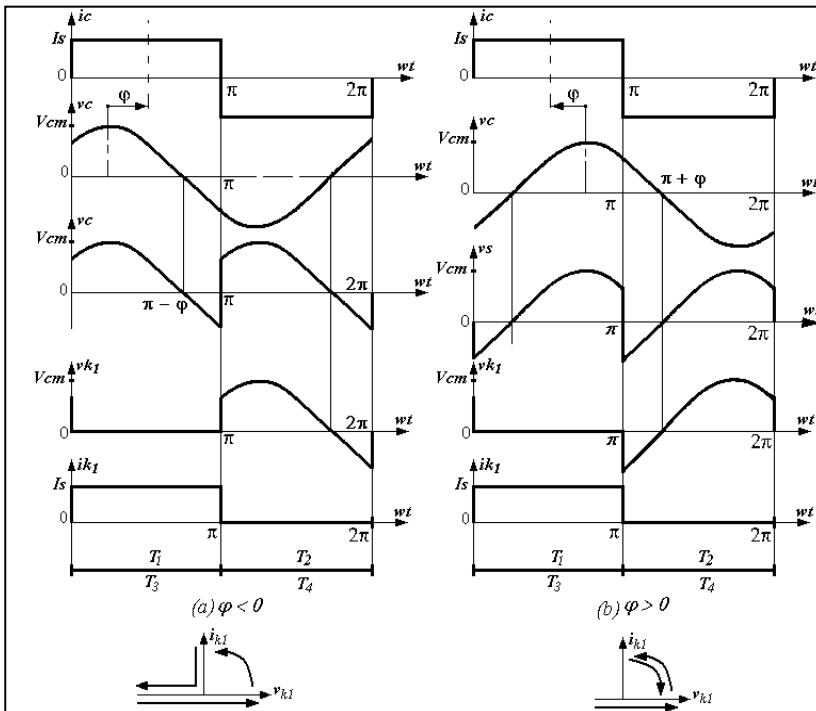 ic
Is
0
wt
π
2π
φ
vc
Vcm
0
π
wt
vc
Vcm
0
π – φ
π
2π
wt
vk1
Vcm
0
π
2π
wt
ik1
Is
0
π
2π
wt
T1
T2
T3
T4
(a) φ < 0
ik1
vk1
ic
Is
0
wt
π
2π
φ
vc
Vcm
0
π
π + φ
2π
wt
vs
Vcm
0
π
2π
vk1
Vcm
0
π
2π
wt
ik1
Is
0
π
2π
wt
T1
T2
T3
T4
(b) φ > 0
ik1
vk1